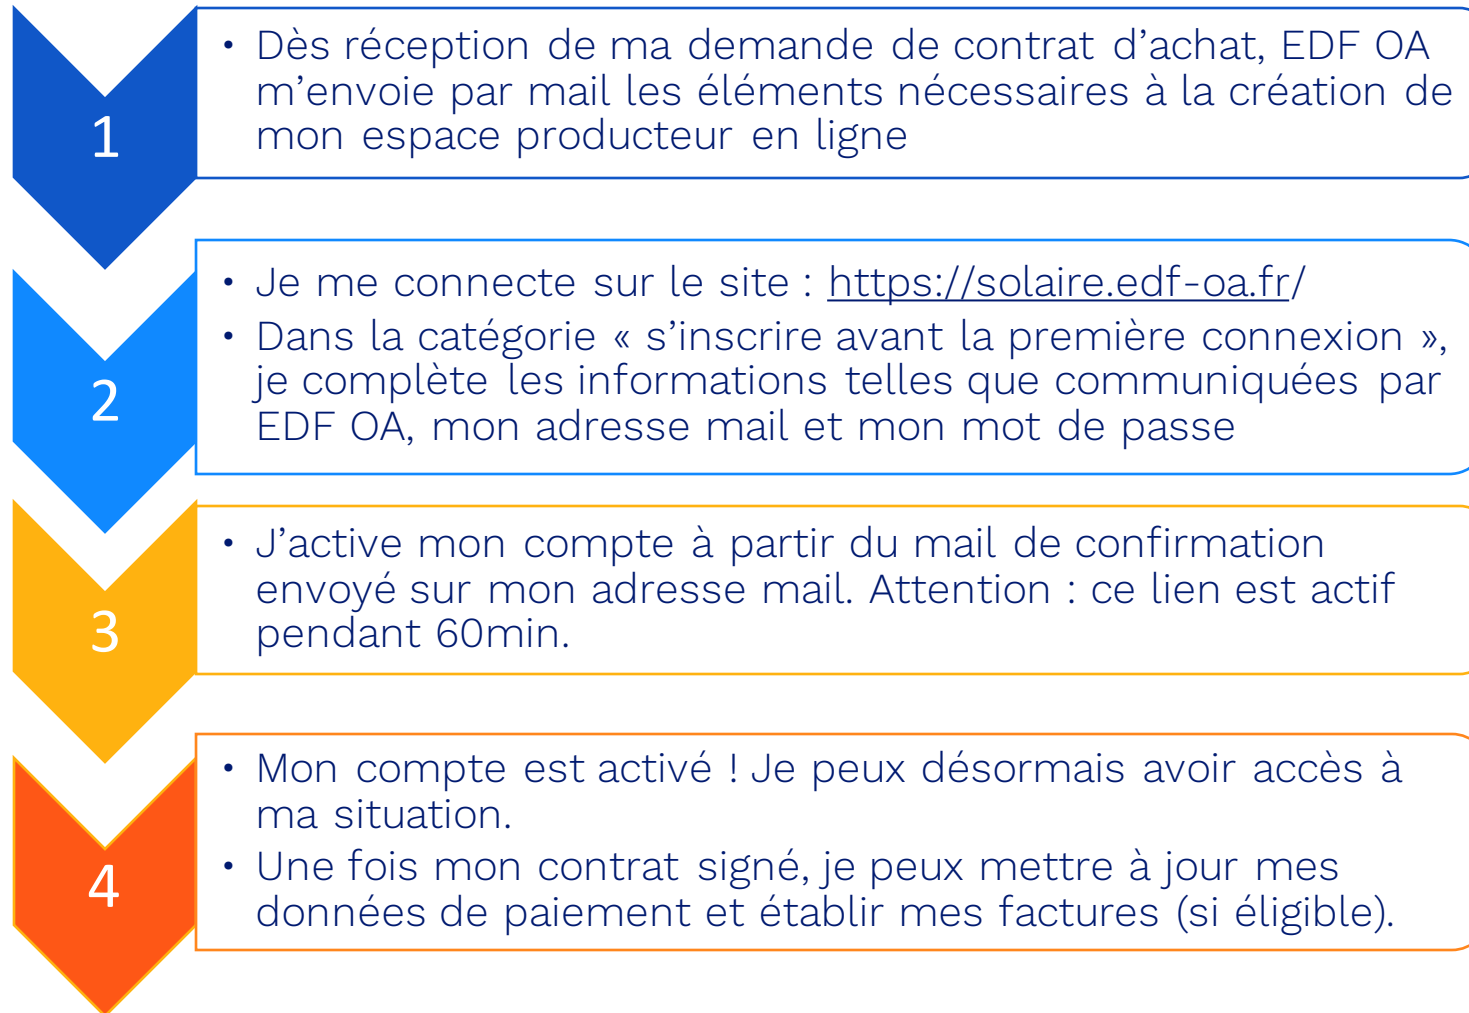 1
• Dès réception de ma demande de contrat d’achat, EDF OA
m’envoie par mail les éléments nécessaires à la création de
mon espace producteur en ligne
2
• Je me connecte sur le site : https://solaire.edf-oa.fr/
• Dans la catégorie « s’inscrire avant la première connexion »,
je complète les informations telles que communiquées par
EDF OA, mon adresse mail et mon mot de passe
3
• J’active mon compte à partir du mail de confirmation
envoyé sur mon adresse mail. Attention : ce lien est actif
pendant 60min.
4
• Mon compte est activé ! Je peux désormais avoir accès à
ma situation.
• Une fois mon contrat signé, je peux mettre à jour mes
données de paiement et établir mes factures (si éligible).